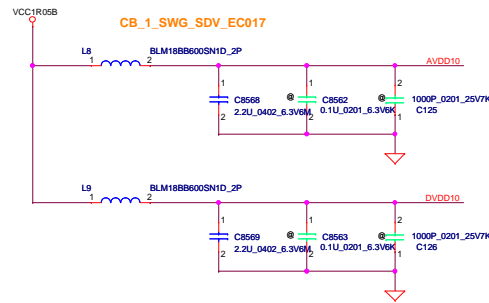 VCC1R05B
CB_1_SWG_SDV_EC017
L8
BLM18BB600SN1D_2P
AVDD10
1
2
1
1
2
C8568
@
C8562
@
1000P_0201_25V7K
2
2.2U_0402_6.3V6M
2
0.1U_0201_6.3V6K
1
C125
L9
BLM18BB600SN1D_2P
DVDD10
1
2
1
1
2
C8569
@
C8563
@
1000P_0201_25V7K
2
2.2U_0402_6.3V6M
2
0.1U_0201_6.3V6K
1
C126